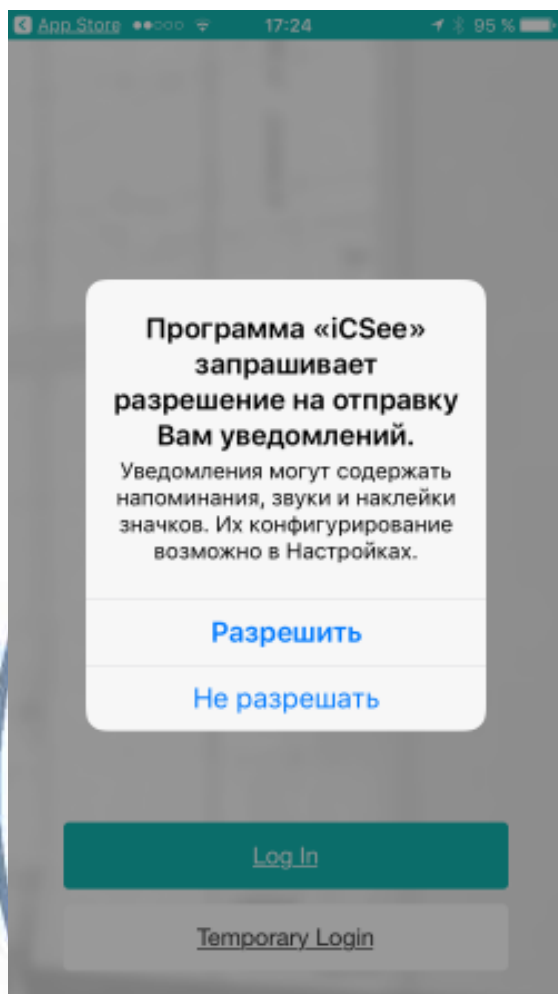 App Store 17:24 95 %
Программа «iCSee»
запрашивает
разрешение на отправку
Вам уведомлений.
Уведомления могут содержать
напоминания, звуки и наклейки
значков. Их конфигурирование
возможно в Настройках.
Разрешить
Не разрешать
Log In
Temporary Login